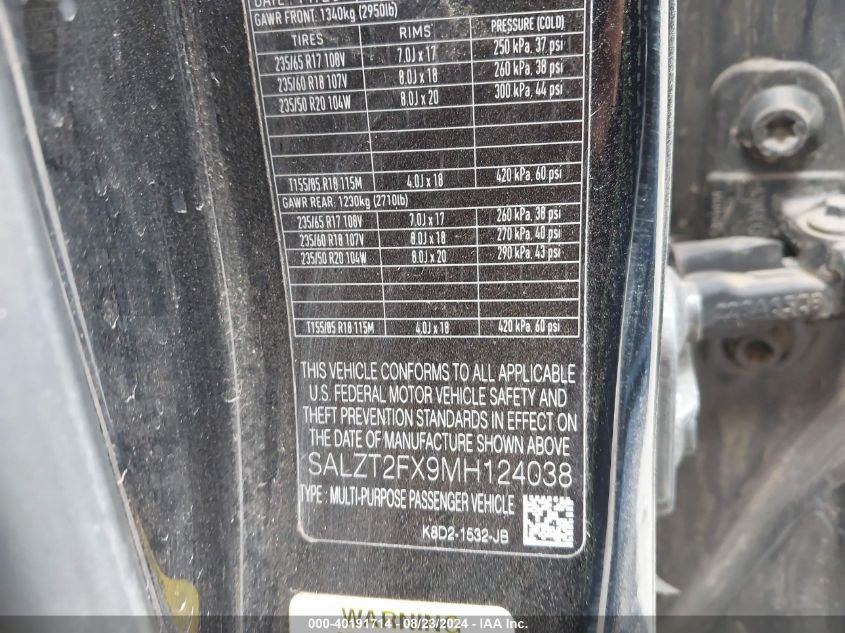 GAWR FRONT: 1340kg (2950lb)
TIRES RIMS PRESSURE (COLD)
235/65 R17 108V 7.0J x 17 250 kPa, 37 psi
235/60 R18 107V 8.0J x 18 260 kPa, 38 psi
235/50 R20 104W 8.0J x 20 300 kPa, 44 psi
T155/85 R18 115M 4.0J x 18 420 kPa, 60 psi
GAWR REAR: 1230kg (2710lb)
235/65 R17 108V 7.0J x 17 260 kPa, 38 psi
235/60 R18 107V 8.0J x 18 270 kPa, 40 psi
235/50 R20 104W 8.0J x 20 290 kPa, 43 psi
T155/85 R18 115M 4.0J x 18 420 kPa, 60 psi
THIS VEHICLE CONFORMS TO ALL APPLICABLE
U.S. FEDERAL MOTOR VEHICLE SAFETY AND
THEFT PREVENTION STANDARDS IN EFFECT ON
THE DATE OF MANUFACTURE SHOWN ABOVE
SALZT2FX9MH124038
TYPE : MULTI-PURPOSE PASSENGER VEHICLE
K8D2-1532-JB
WARNING
000-40191714 - 08/23/2024 - IAA Inc.